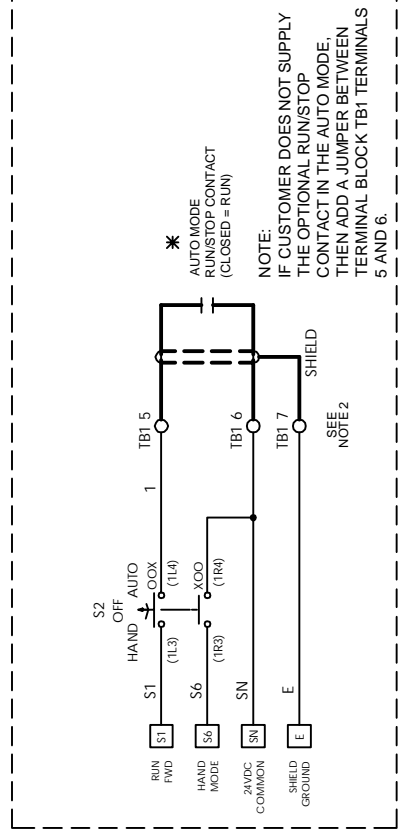 S2
OFF
HAND
AUTO
OOX
(1L3)
(1L4)
XOO
(1R3)
(1R4)
RUN
FWD
S1
S1
1
TB1 5
HAND
MODE
S6
S6
24VDC
COMMON
SN
SN
TB1 6
SHIELD
GROUND
E
E
TB1 7
SEE
NOTE 2
SHIELD
*
AUTO MODE
RUN/STOP CONTACT
(CLOSED = RUN)
NOTE:
IF CUSTOMER DOES NOT SUPPLY
THE OPTIONAL RUN/STOP
CONTACT IN THE AUTO MODE,
THEN ADD A JUMPER BETWEEN
TERMINAL BLOCK TB1 TERMINALS
5 AND 6.